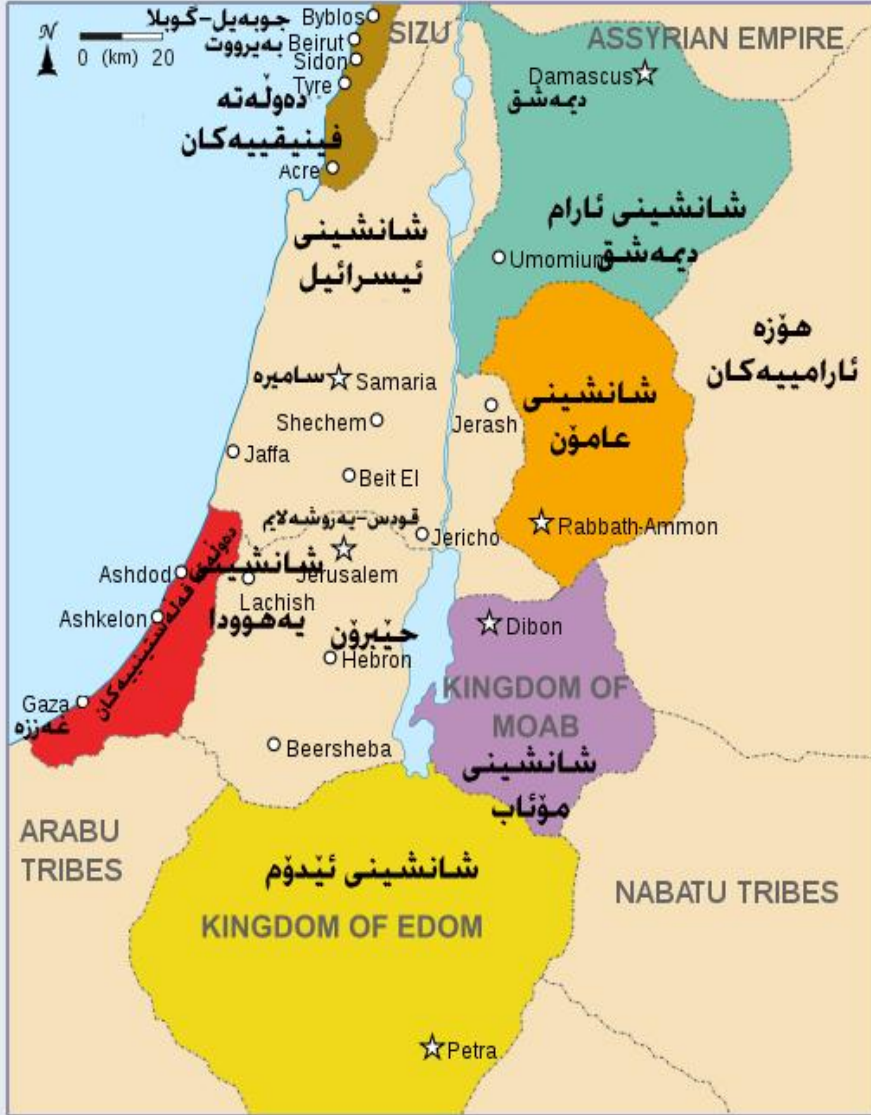 جوبەیل-گوبلا Byblos
بەیرووت Beirut
SIZU
ASSYRIAN EMPIRE
N
0 (km) 20
Sidon
Damascus
Tyre
دەوڵەتە
دیمەشق
فینیقییەکان
Acre
شانشینی
ئیسرائیل
شانشینی ئارام
دیمەشق
Umomium
هۆزە
ئارامییەکان
سامیرە Samaria
شانشینی
عامۆن
Shechem
Jerash
Jaffa
Beit El
قودس-یەروشەلایم
Jericho
Rabbath-Ammon
دەوڵەتی فەلەستینییەکان
شانشینی
Jerusalem
Ashdod
Lachish
یەهوودا
Ashkelon
حێبرۆن
Hebron
Dibon
Gaza
غەززە
KINGDOM OF
MOAB
شانشینی
مۆئاب
Beersheba
ARABU
TRIBES
شانشینی ئێدۆم
KINGDOM OF EDOM
NABATU TRIBES
Petra